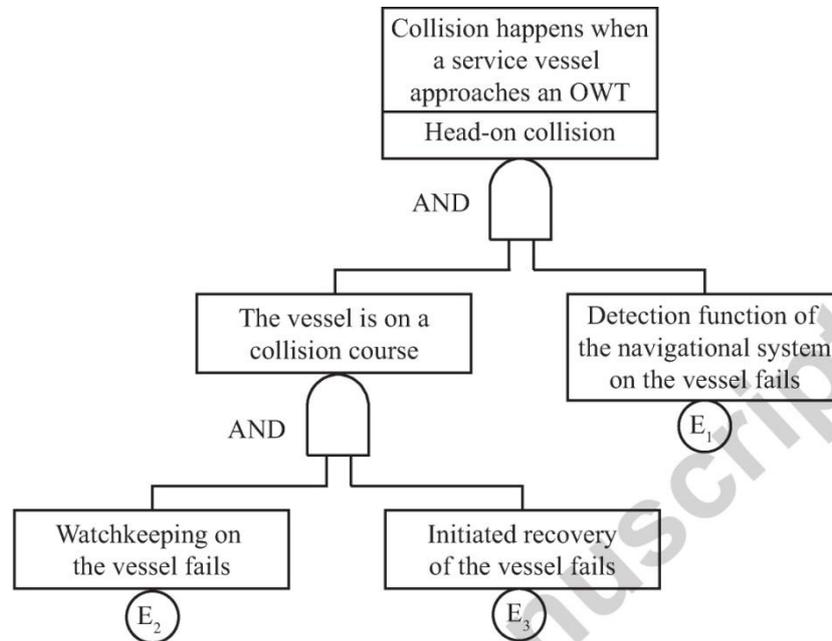 Collision happens when
a service vessel
approaches an OWT
Head-on collision
AND
The vessel is on a
collision course
Detection function of
the navigational system
on the vessel fails
E₁
AND
Watchkeeping on
the vessel fails
Initiated recovery
of the vessel fails
E₂
E₃
nuscript